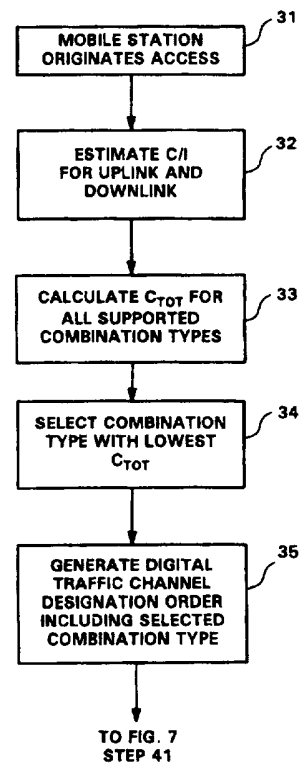 31
MOBILE STATION
ORIGINATES ACCESS
32
ESTIMATE C/I
FOR UPLINK AND
DOWNLINK
33
CALCULATE CTOT FOR
ALL SUPPORTED
COMBINATION TYPES
34
SELECT COMBINATION
TYPE WITH LOWEST
CTOT
35
GENERATE DIGITAL
TRAFFIC CHANNEL
DESIGNATION ORDER
INCLUDING SELECTED
COMBINATION TYPE
TO FIG. 7
STEP 41